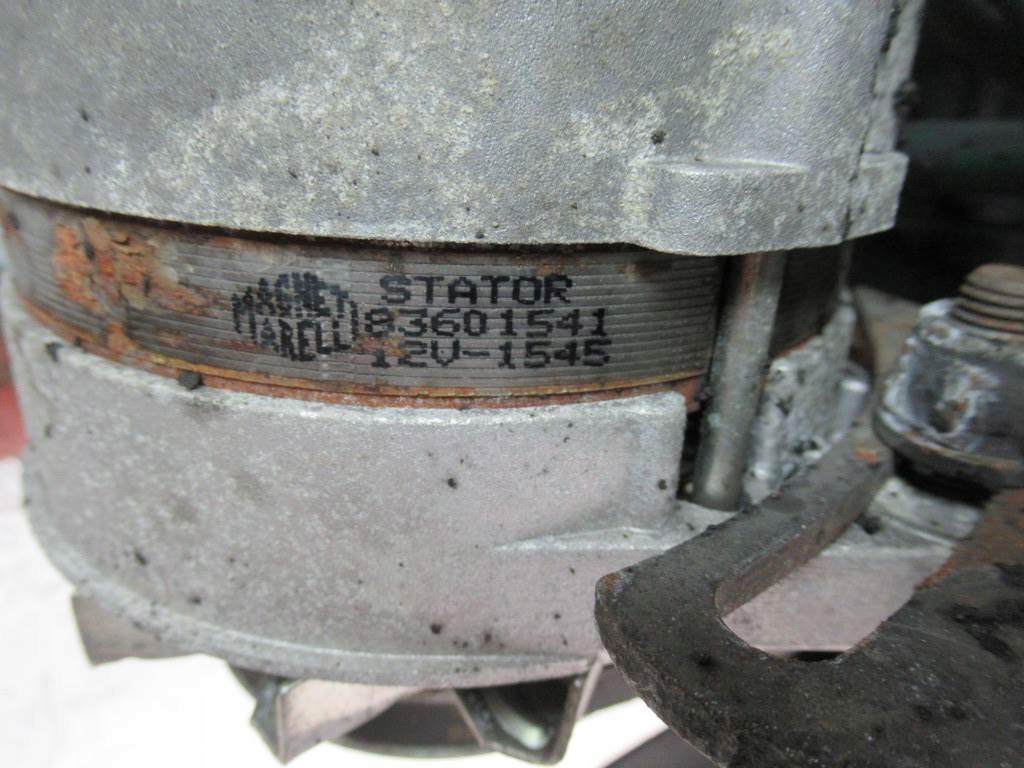 MAGNETI
MARELLI
STATOR
83601541
12V-1545